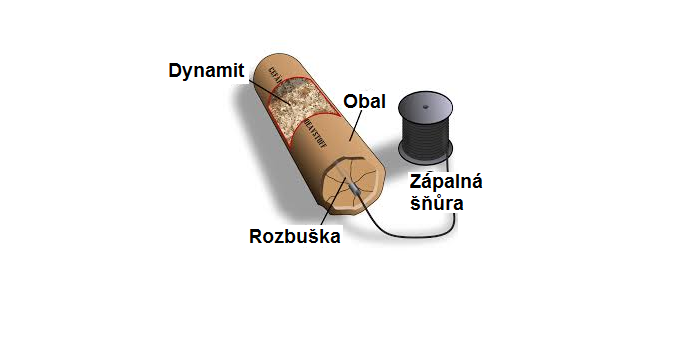 Dynamit
Obal
Zápalná
šňůra
Rozbuška